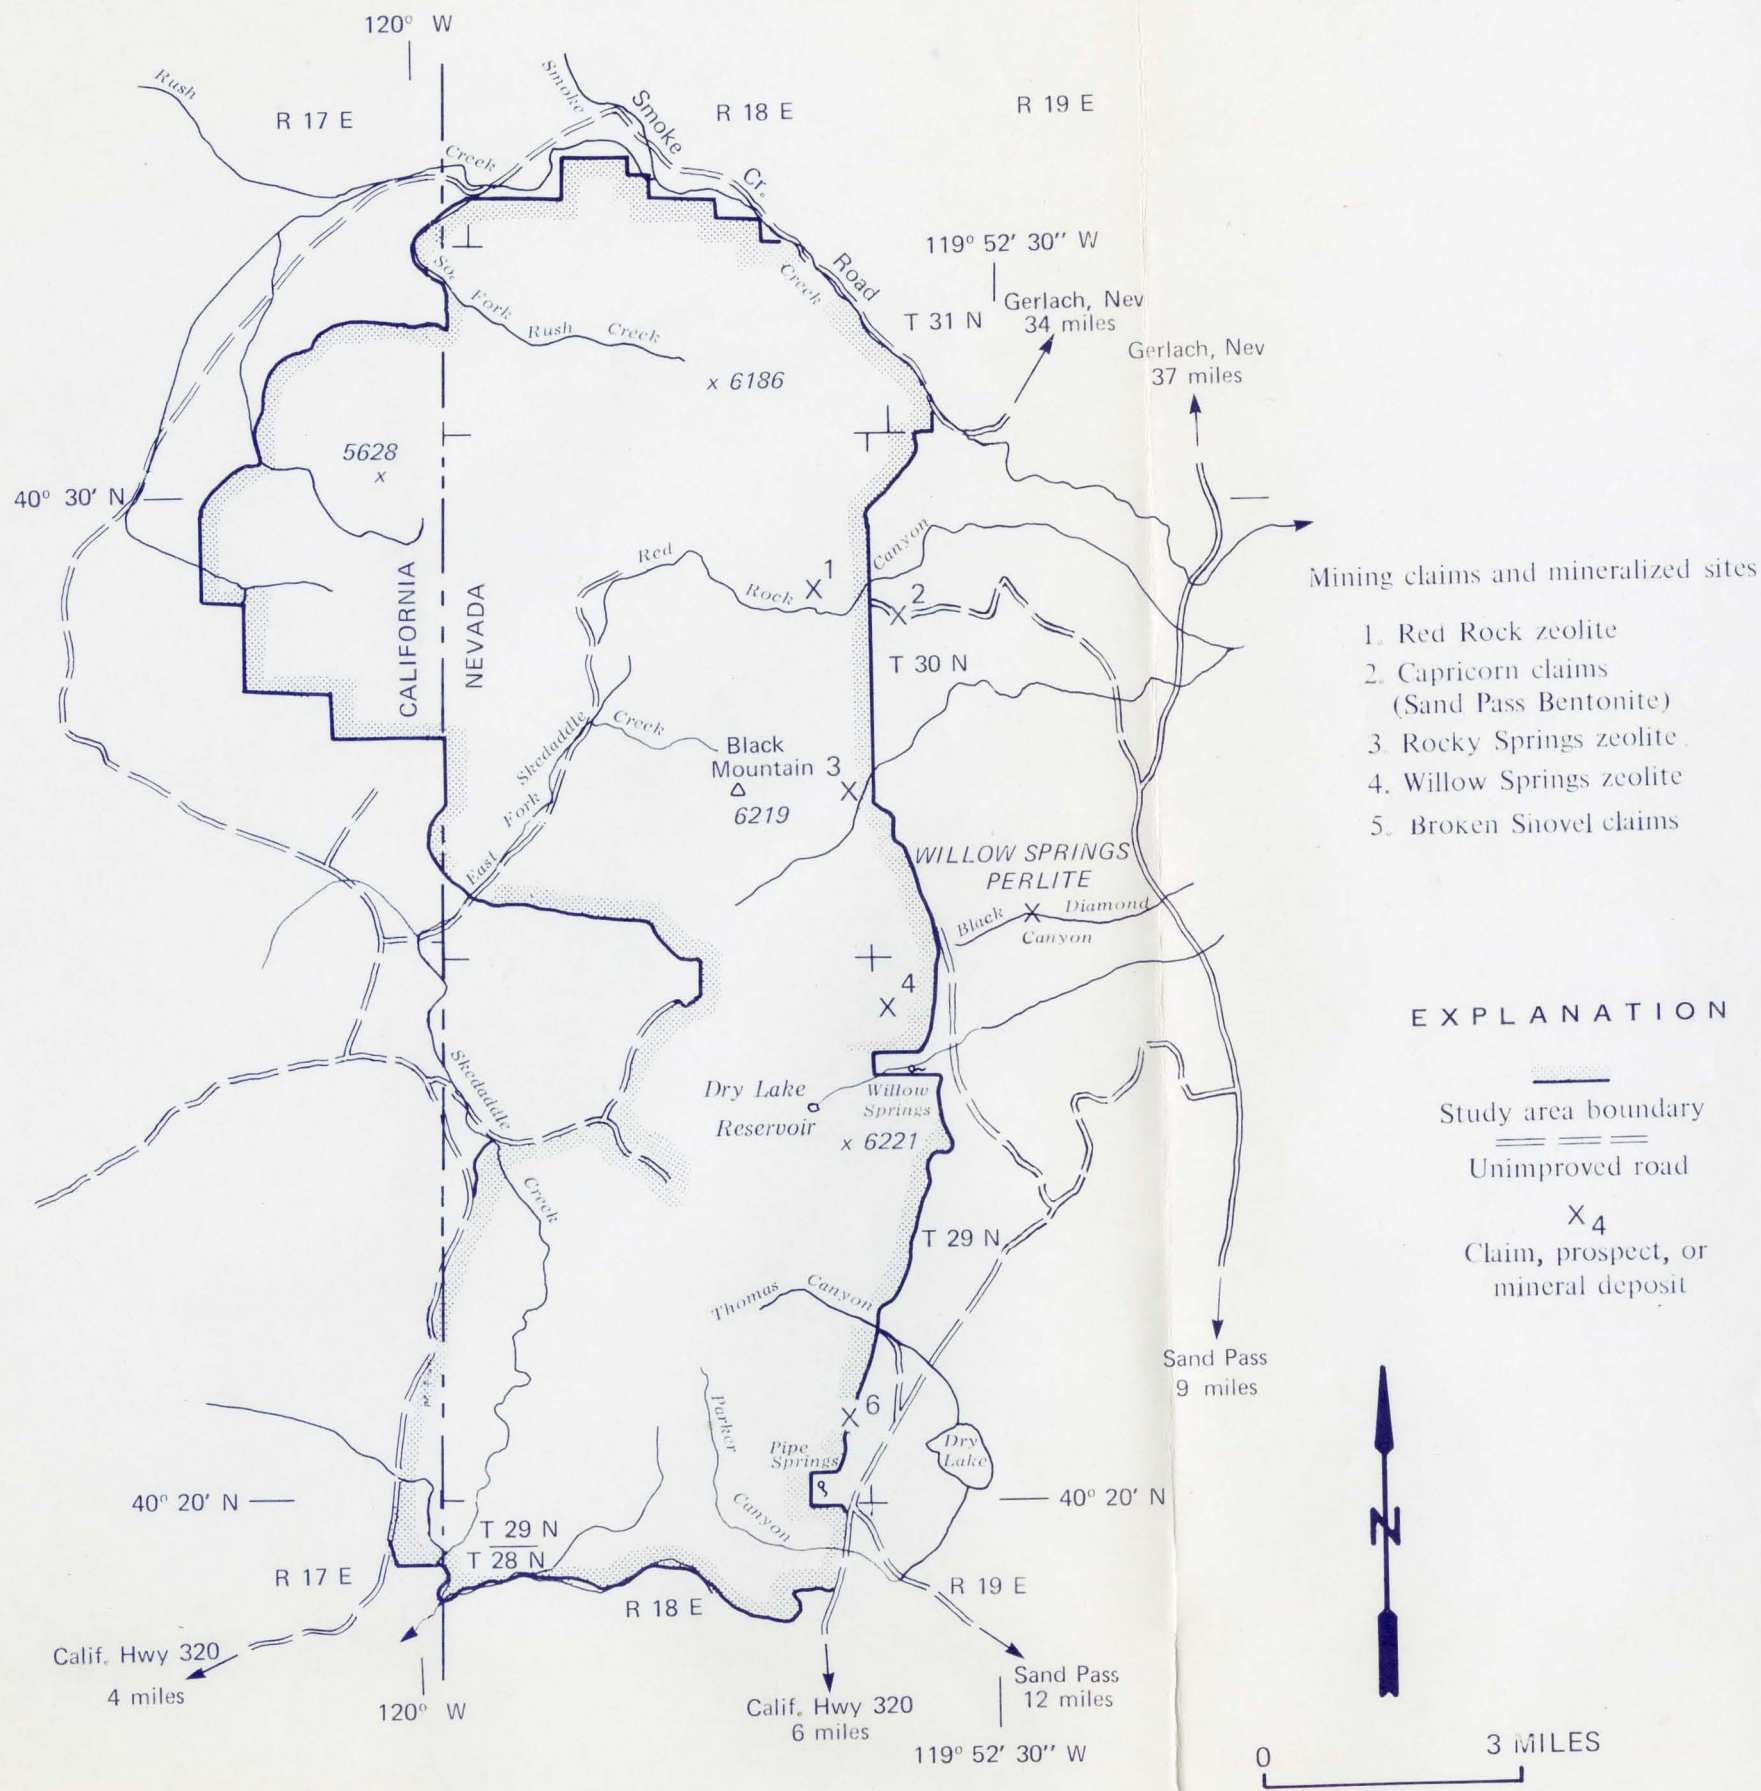 120° W
Rush
R 17 E
Smoke
Smoke
R 18 E
R 19 E
Creek
Cr.
119° 52' 30" W
So.
Fork
Rush Creek
Creek
Road
T 31 N
Gerlach, Nev
34 miles
Gerlach, Nev
37 miles
x 6186
5628
x
40° 30' N
CALIFORNIA
NEVADA
Red
Rock
Canyon
X 1
X 2
T 30 N
Mining claims and mineralized sites
1. Red Rock zeolite
2. Capricorn claims
(Sand Pass Bentonite)
3. Rocky Springs zeolite
4. Willow Springs zeolite
5. Broken Shovel claims
East
Fork
Skedaddle
Creek
Black
Mountain
6219
3
X
WILLOW SPRINGS
PERLITE
Black
X
Diamond
Canyon
4
X
EXPLANATION
Study area boundary
Unimproved road
X 4
Claim, prospect, or
mineral deposit
Skedaddle
Creek
Dry Lake
Reservoir
Willow
Springs
x 6221
T 29 N
Thomas Canyon
Sand Pass
9 miles
X 6
Parker
Canyon
Pipe
Springs
Dry
Lake
40° 20' N
40° 20' N
T 29 N
T 28 N
R 17 E
R 18 E
R 19 E
Calif. Hwy 320
4 miles
120° W
Calif. Hwy 320
6 miles
Sand Pass
12 miles
119° 52' 30" W
N
0
3 MILES